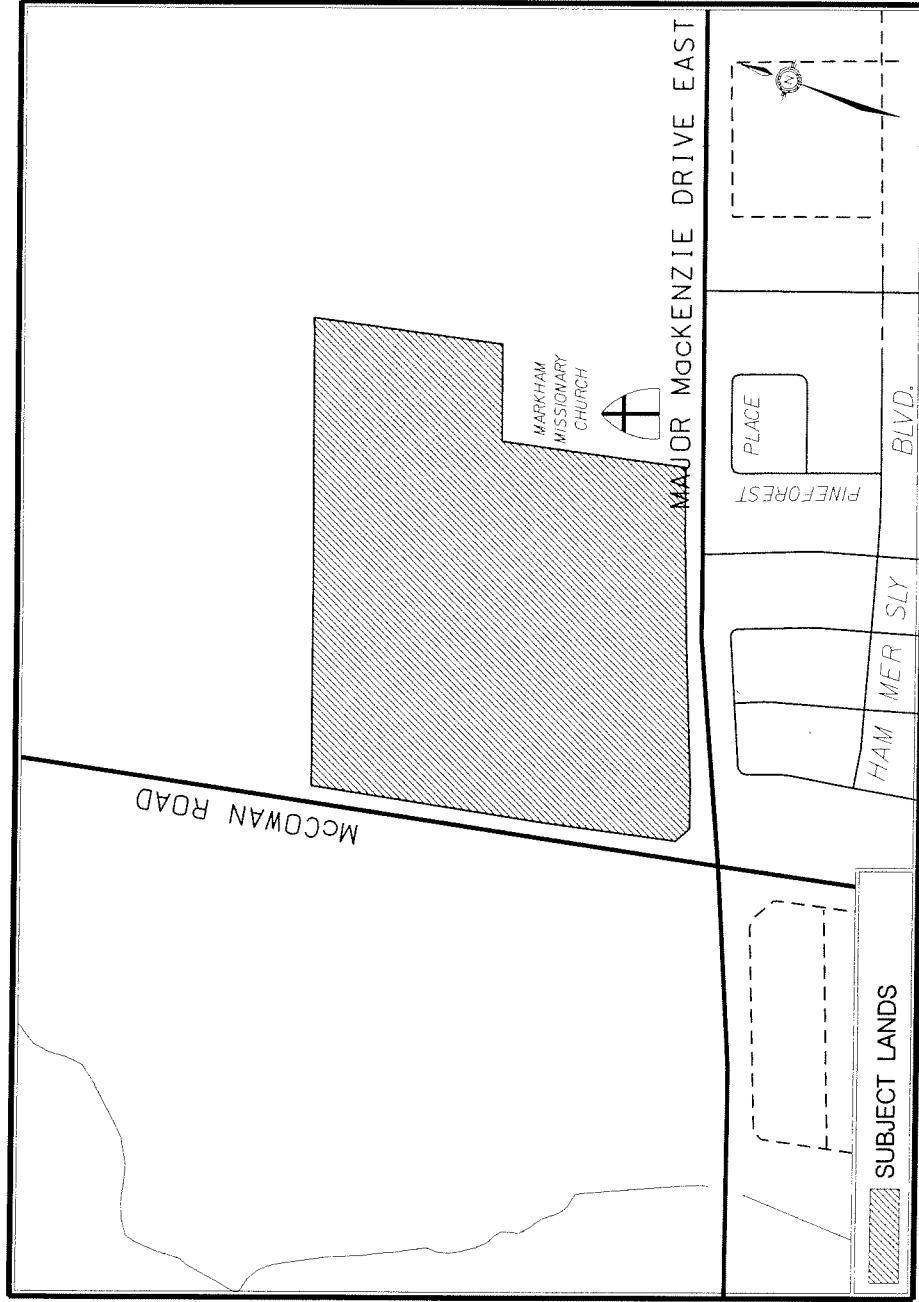 McCOWAN ROAD
MARKHAM
MISSIONARY
CHURCH
MAJOR MacKENZIE DRIVE EAST
N
PINEFOREST
PLACE
HAM MER SLY BLVD.
SUBJECT LANDS